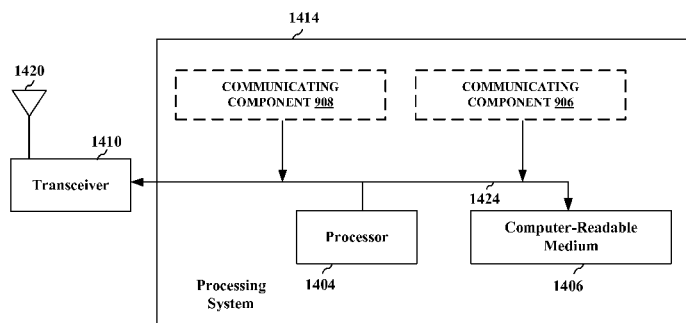 1414
1420
COMMUNICATING
COMPONENT 908
COMMUNICATING
COMPONENT 906
1410
Transceiver
1424
Processor
Computer-Readable
Medium
1404
1406
Processing
System